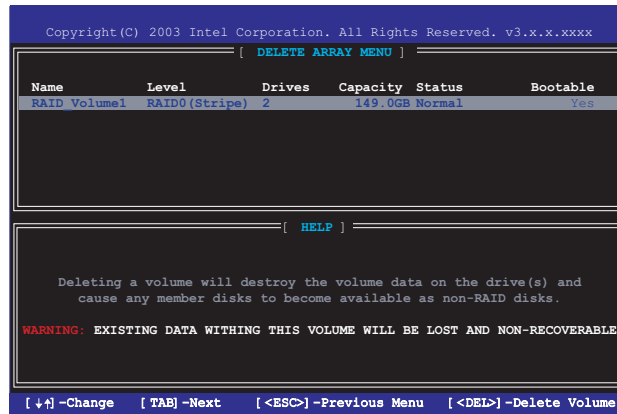 Copyright(C) 2003 Intel Corporation. All Rights Reserved. v3.x.x.xxxx
[ DELETE ARRAY MENU ]
Name Level Drives Capacity Status Bootable
RAID_Volume1 RAID0(Stripe) 2 149.0GB Normal Yes
[ HELP ]
Deleting a volume will destroy the volume data on the drive(s) and
cause any member disks to become available as non-RAID disks.
WARNING: EXISTING DATA WITHING THIS VOLUME WILL BE LOST AND NON-RECOVERABLE
[↓↑]-Change [TAB]-Next [<ESC>]-Previous Menu [<DEL>]-Delete Volume